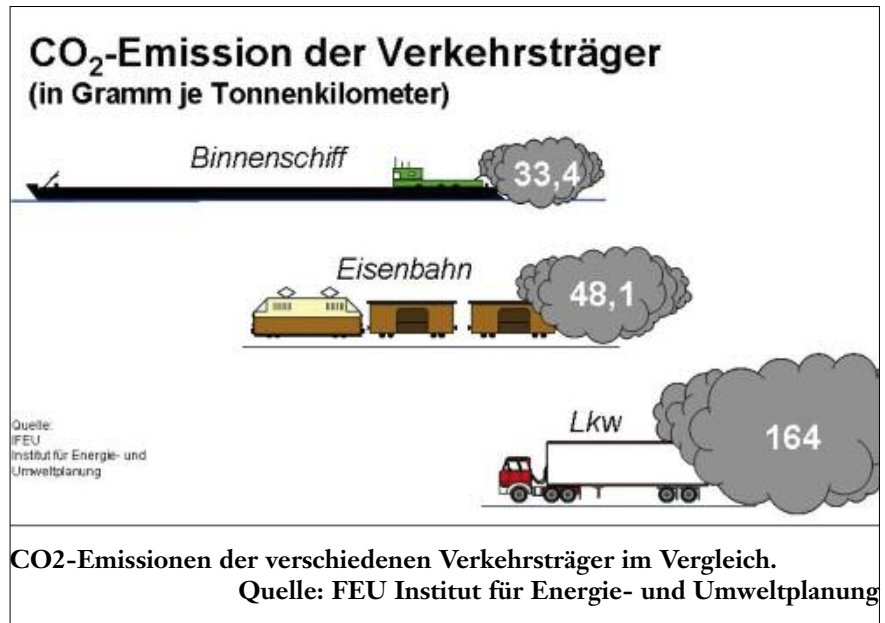 CO₂-Emission der Verkehrsträger
(in Gramm je Tonnenkilometer)
Binnenschiff
33,4
Eisenbahn
48,1
Lkw
164
Quelle:
IFEU
Institut für Energie- und
Umweltplanung
CO2-Emissionen der verschiedenen Verkehrsträger im Vergleich.
Quelle: FEU Institut für Energie- und Umweltplanung